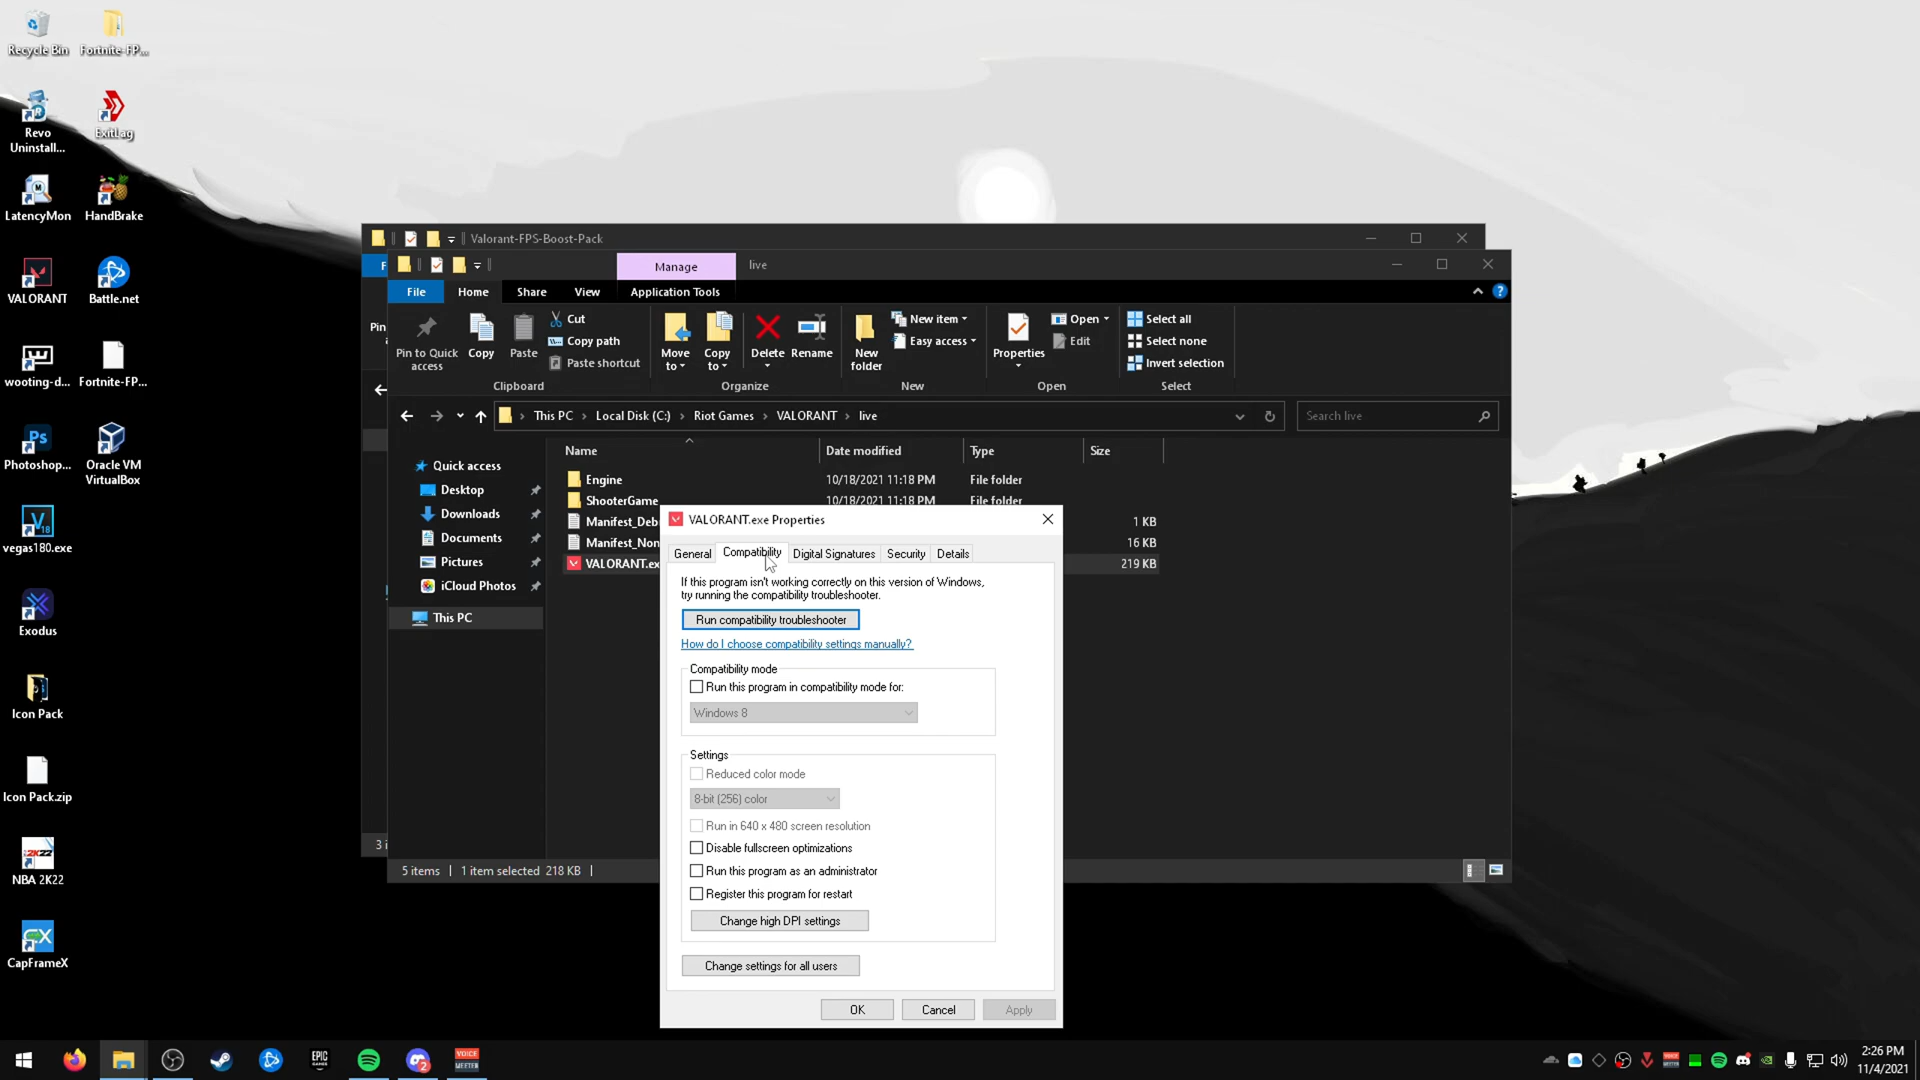 Recycle Bin
Fortnite-FP...
Revo
Uninstall...
ExitLag
LatencyMon
HandBrake
VALORANT
Battle.net
wooting-d...
Fortnite-FP...
Photoshop...
Oracle VM
VirtualBox
vegas180.exe
Exodus
Icon Pack
Icon Pack.zip
NBA 2K22
CapFrameX
Valorant-FPS-Boost-Pack
F
Pin
3 i
Manage
live
File
Home
Share
View
Application Tools
Pin to Quick
access
Copy
Paste
Cut
Copy path
Paste shortcut
Clipboard
Move
to
Copy
to
Delete
Rename
Organize
New
folder
New item
Easy access
New
Properties
Open
Edit
Open
Select all
Select none
Invert selection
Select
This PC > Local Disk (C:) > Riot Games > VALORANT > live
Search live
Name
Date modified
Type
Size
Quick access
Desktop
Downloads
Documents
Pictures
iCloud Photos
This PC
Engine 10/18/2021 11:18 PM File folder
ShooterGame 10/18/2021 11:18 PM File folder
Manifest_Deb 1 KB
Manifest_Non 16 KB
VALORANT.ex 219 KB
5 items
1 item selected 218 KB
VALORANT.exe Properties
General
Compatibility
Digital Signatures
Security
Details
If this program isn't working correctly on this version of Windows,
try running the compatibility troubleshooter.
Run compatibility troubleshooter
How do I choose compatibility settings manually?
Compatibility mode
Run this program in compatibility mode for:
Windows 8
Settings
Reduced color mode
8-bit (256) color
Run in 640 x 480 screen resolution
Disable fullscreen optimizations
Run this program as an administrator
Register this program for restart
Change high DPI settings
Change settings for all users
OK
Cancel
Apply
EPIC
GAMES
2
VOICE
MEETER
2:26 PM
11/4/2021